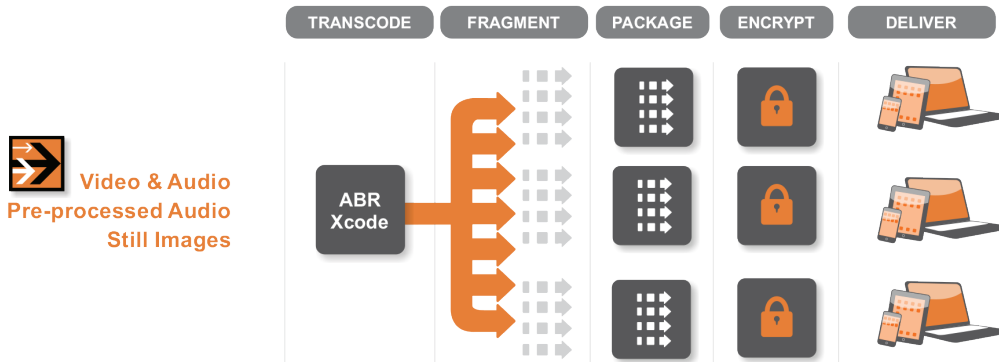 TRANSCODE
FRAGMENT
PACKAGE
ENCRYPT
DELIVER
Video & Audio
Pre-processed Audio
Still Images
ABR
Xcode